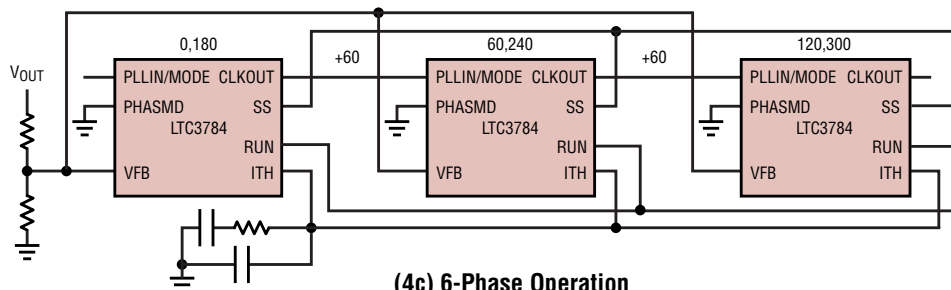 0,180
60,240
120,300
+60
+60
VOUT
PLLIN/MODE CLKOUT
PHASMD SS
LTC3784
RUN
VFB ITH
PLLIN/MODE CLKOUT
PHASMD SS
LTC3784
RUN
VFB ITH
PLLIN/MODE CLKOUT
PHASMD SS
LTC3784
RUN
VFB ITH
(4c) 6-Phase Operation